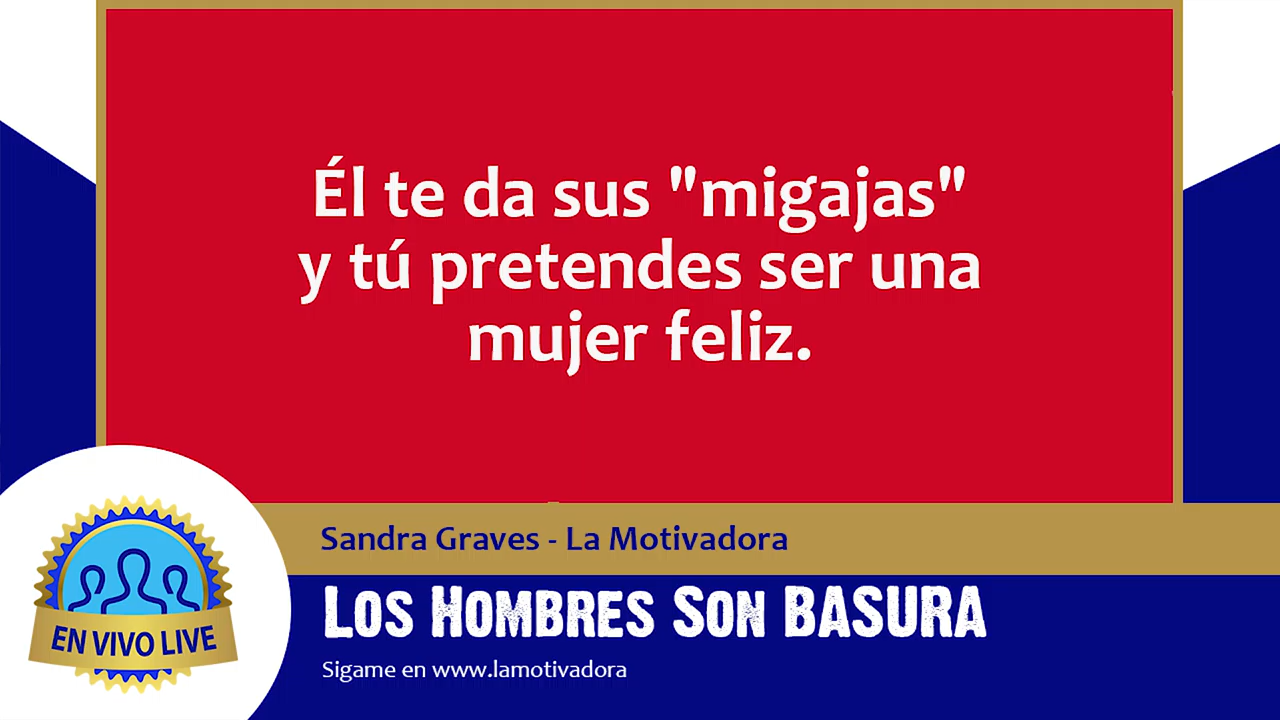 Él te da sus "migajas"
y tú pretendes ser una
mujer feliz.
Sandra Graves - La Motivadora
Los Hombres Son BASURA
EN VIVO LIVE
Sigame en www.lamotivadora